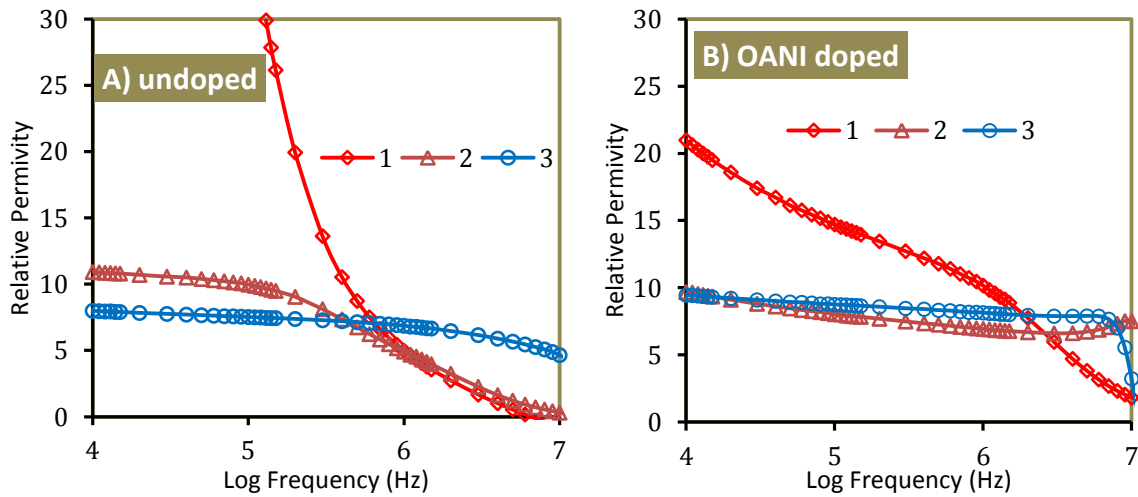 A) undoped
30
25
20
15
10
5
0
Relative Permivity
1 2 3
4 5 6 7
Log Frequency (Hz)
B) OANI doped
30
25
20
15
10
5
0
Relative Permivity
1 2 3
4 5 6 7
Log Frequency (Hz)